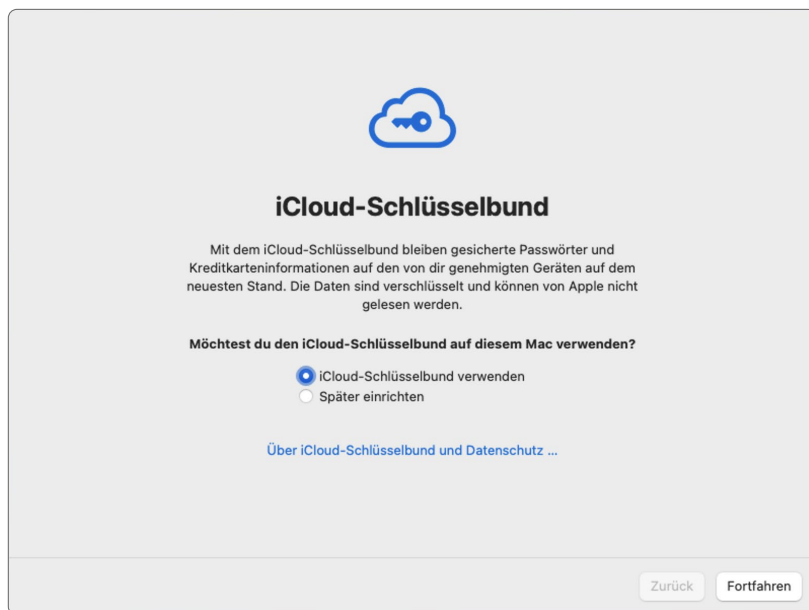 iCloud-Schlüsselbund
Mit dem iCloud-Schlüsselbund bleiben gesicherte Passwörter und
Kreditkarteninformationen auf den von dir genehmigten Geräten auf dem
neuesten Stand. Die Daten sind verschlüsselt und können von Apple nicht
gelesen werden.
Möchtest du den iCloud-Schlüsselbund auf diesem Mac verwenden?
iCloud-Schlüsselbund verwenden
Später einrichten
Über iCloud-Schlüsselbund und Datenschutz ...
Zurück Fortfahren